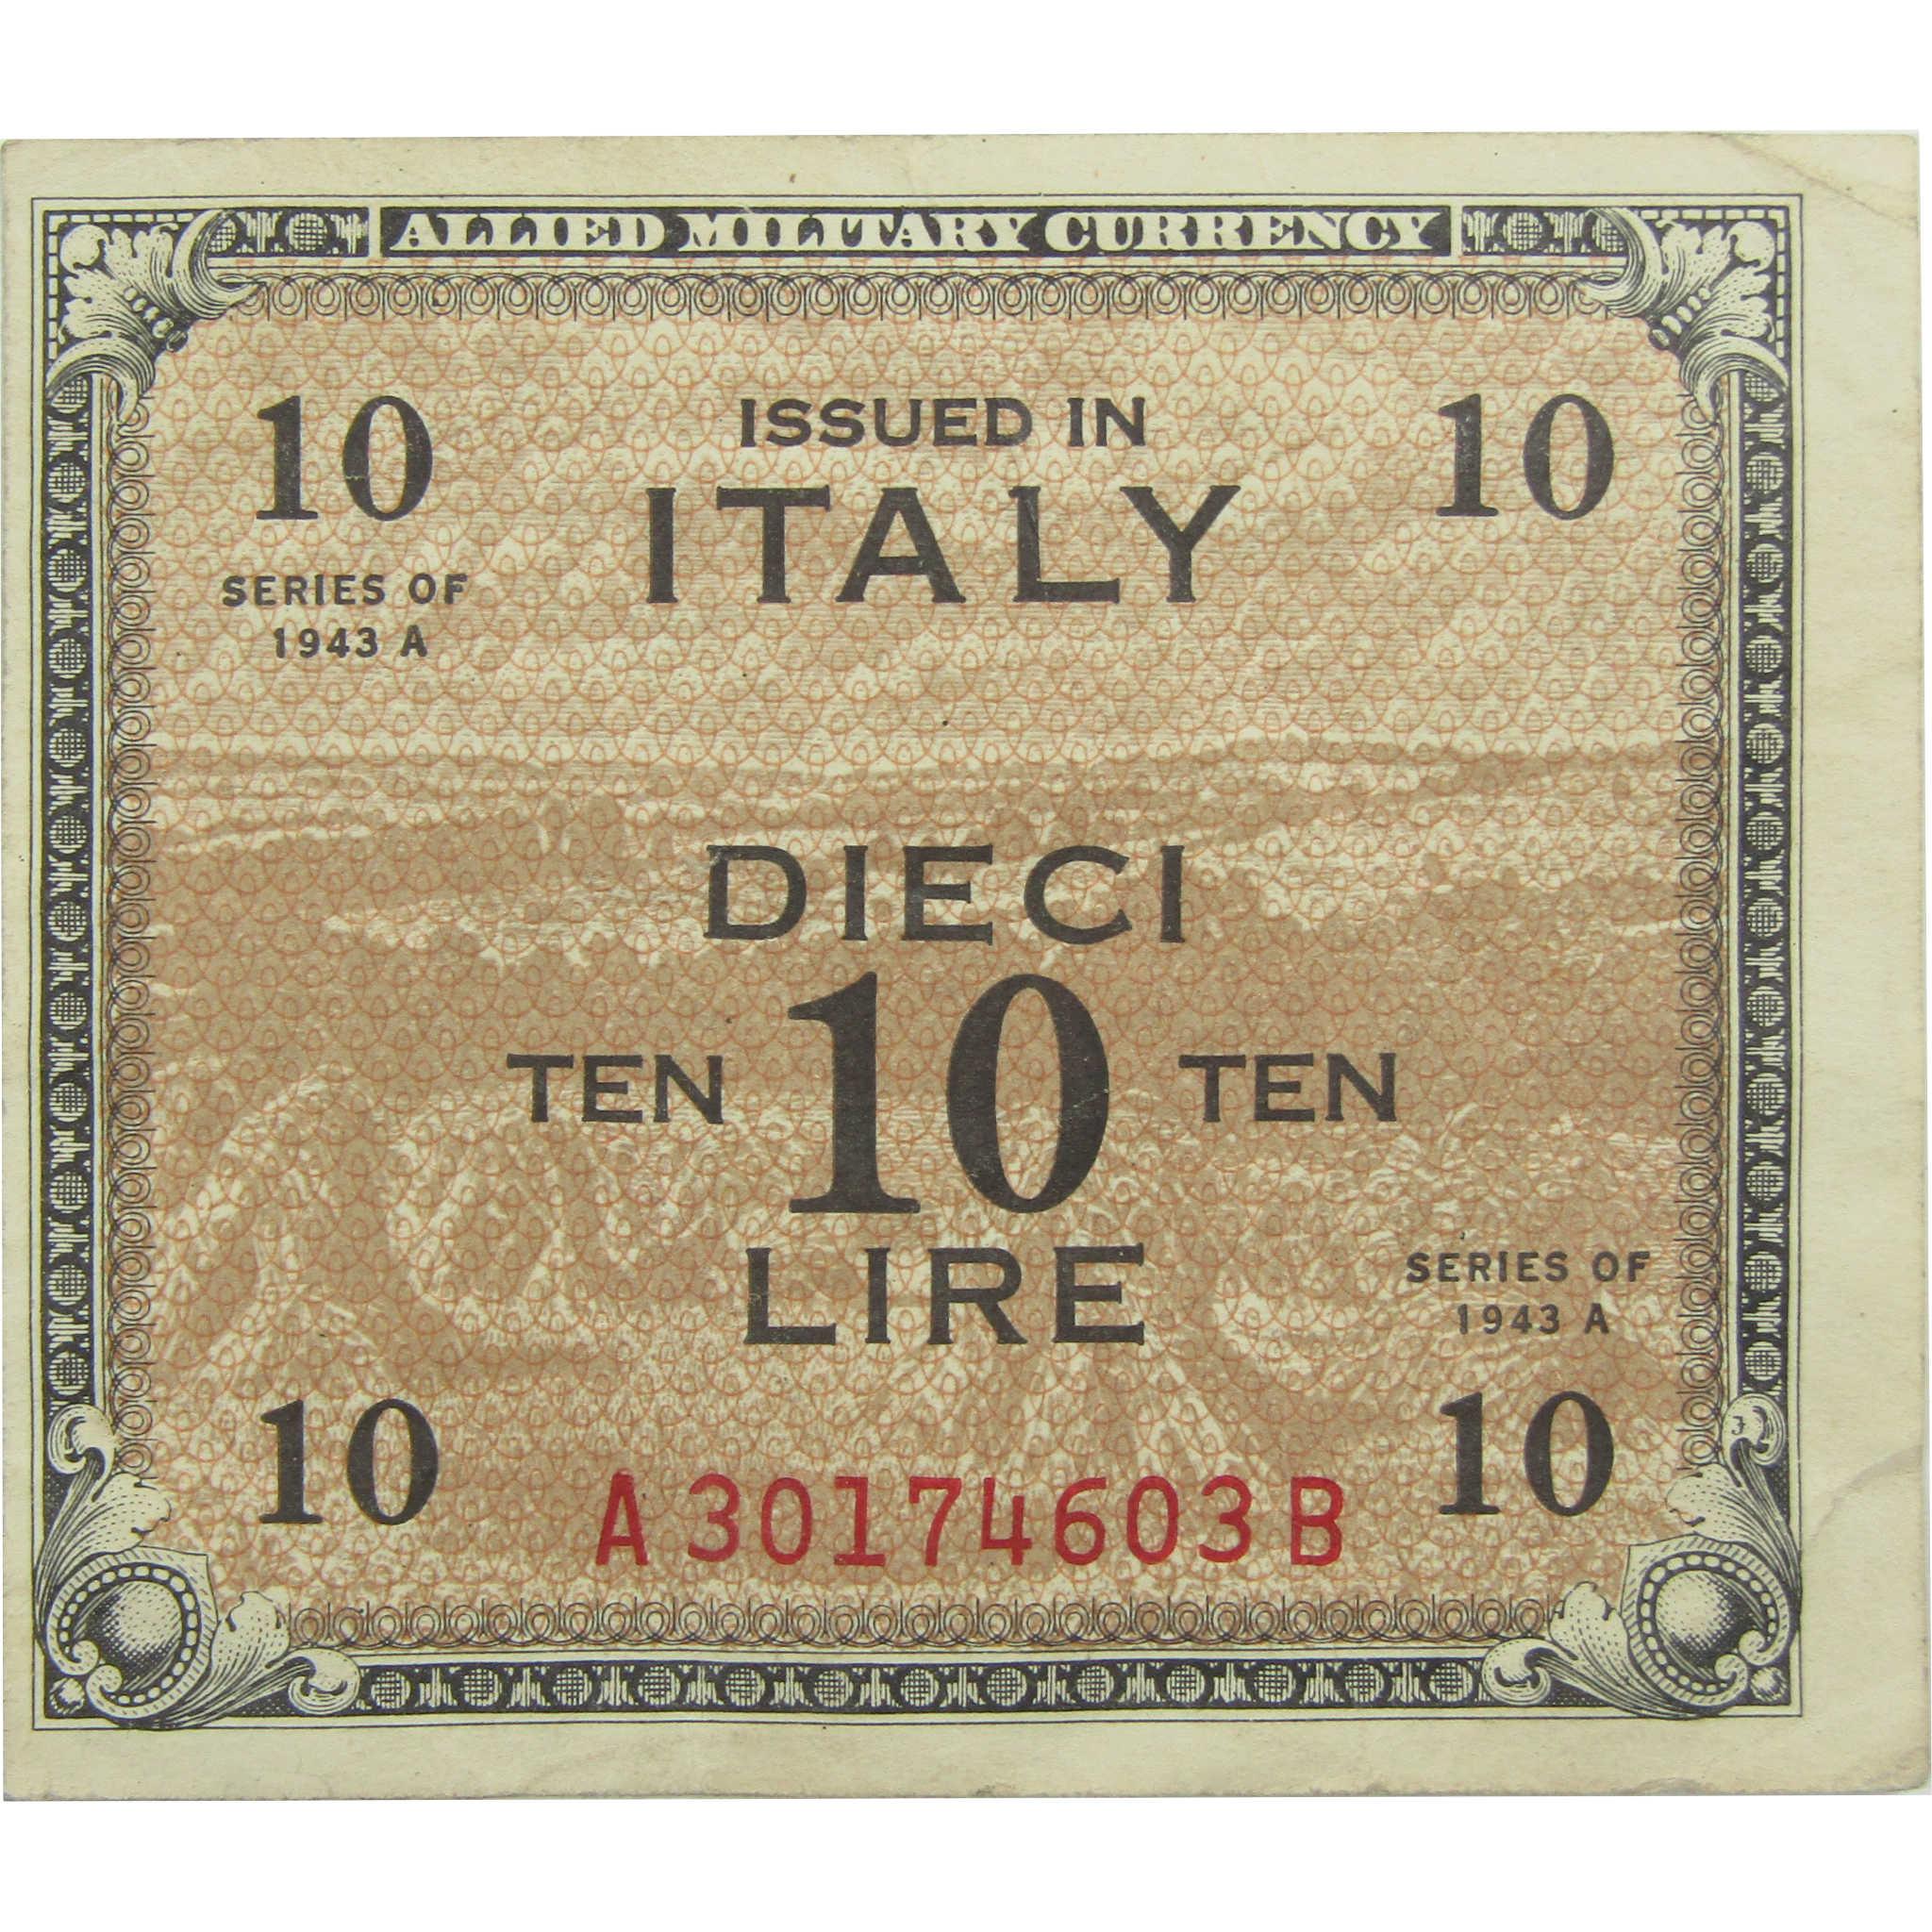 ALLIED MILITARY CURRENCY
10 ISSUED IN 10
ITALY
SERIES OF
1943 A
DIECI
TEN 10 TEN
LIRE
SERIES OF
1943 A
10 A30174603B 10